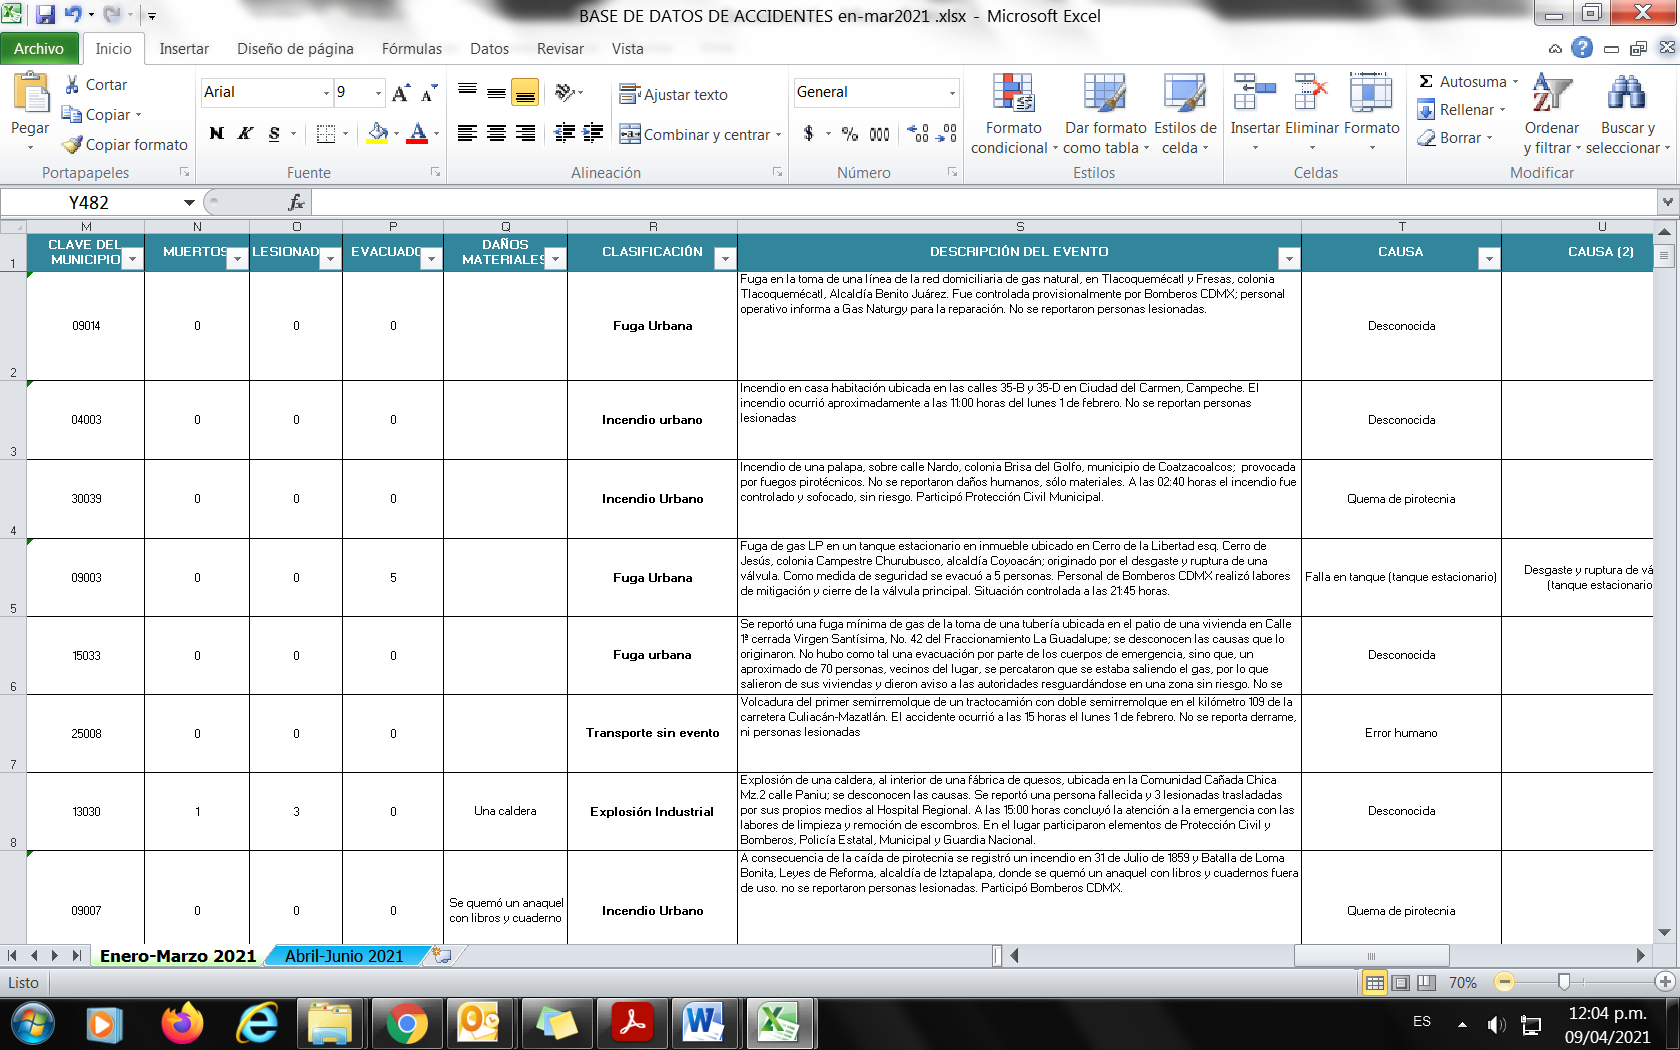 BASE DE DATOS DE ACCIDENTES en-mar2021 .xlsx - Microsoft Excel
Archivo Inicio Insertar Diseño de página Fórmulas Datos Revisar Vista
Pegar
Cortar
Copiar
Copiar formato
Portapapeles
Arial 9
N K S
A A
Fuente
Ajustar texto
Combinar y centrar
Alineación
General
$ % 000
Número
Formato condicional
Dar formato como tabla
Estilos de celda
Estilos
Insertar Eliminar Formato
Celdas
Σ Autosuma
Rellenar
Borrar
Ordenar y filtrar
Buscar y seleccionar
Modificar
Y482
fx
M N O P Q R S T U
1
CLAVE DEL MUNICIPIO
MUERTOS
LESIONAD
EVACUADO
DAÑOS MATERIALES
CLASIFICACIÓN
DESCRIPCIÓN DEL EVENTO
CAUSA
CAUSA (2)
2
09014 0 0 0
Fuga Urbana
Fuga en la toma de una línea de la red domiciliaria de gas natural, en Tlacoquemécatl y Fresas, colonia
Tlacoquemécatl, Alcaldía Benito Juárez. Fue controlada provisionalmente por Bomberos CDMX; personal
operativo informa a Gas Naturgy para la reparación. No se reportaron personas lesionadas.
Desconocida
3
04003 0 0 0
Incendio urbano
Incendio en casa habitación ubicada en las calles 35-B y 35-D en Ciudad del Carmen, Campeche. El
incendio ocurrió aproximadamente a las 11:00 horas del lunes 1 de febrero. No se reportan personas
lesionadas
Desconocida
4
30039 0 0 0
Incendio Urbano
Incendio de una palapa, sobre calle Nardo, colonia Brisa del Golfo, municipio de Coatzacoalcos; provocada
por fuegos pirotécnicos. No se reportaron daños humanos, sólo materiales. A las 02:40 horas el incendio fue
controlado y sofocado, sin riesgo. Participó Protección Civil Municipal.
Quema de pirotecnia
5
09003 0 0 5
Fuga Urbana
Fuga de gas LP en un tanque estacionario en inmueble ubicado en Cerro de la Libertad esq. Cerro de
Jesús, colonia Campestre Churubusco, alcaldía Coyoacán; originado por el desgaste y ruptura de una
válvula. Como medida de seguridad se evacuó a 5 personas. Personal de Bomberos CDMX realizó labores
de mitigación y cierre de la válvula principal. Situación controlada a las 21:45 horas.
Falla en tanque (tanque estacionario)
Desgaste y ruptura de vá
(tanque estacionario
6
15033 0 0 0
Fuga urbana
Se reportó una fuga mínima de gas de la toma de una tubería ubicada en el patio de una vivienda en Calle
1ª cerrada Virgen Santísima, No. 42 del Fraccionamiento La Guadalupe; se desconocen las causas que lo
originaron. No hubo como tal una evacuación por parte de los cuerpos de emergencia, sino que, un
aproximado de 70 personas, vecinos del lugar, se percataron que se estaba saliendo el gas, por lo que
salieron de sus viviendas y dieron aviso a las autoridades resguardándose en una zona sin riesgo. No se
Desconocida
7
25008 0 0 0
Transporte sin evento
Volcadura del primer semirremolque de un tractocamión con doble semirremolque en el kilómetro 109 de la
carretera Culiacán-Mazatlán. El accidente ocurrió a las 15 horas el lunes 1 de febrero. No se reporta derrame,
ni personas lesionadas
Error humano
8
13030 1 3 0
Una caldera
Explosión Industrial
Explosión de una caldera, al interior de una fábrica de quesos, ubicada en la Comunidad Cañada Chica
Mz.2 calle Paniu; se desconocen las causas. Se reportó una persona fallecida y 3 lesionadas trasladadas
por sus propios medios al Hospital Regional. A las 15:00 horas concluyó la atención a la emergencia con las
labores de limpieza y remoción de escombros. En el lugar participaron elementos de Protección Civil y
Bomberos, Policía Estatal, Municipal y Guardia Nacional.
Desconocida
09007 0 0 0
Se quemó un anaquel
con libros y cuaderno
Incendio Urbano
A consecuencia de la caída de pirotecnia se registró un incendio en 31 de Julio de 1859 y Batalla de Loma
Bonita, Leyes de Reforma, alcaldía de Iztapalapa, donde se quemó un anaquel con libros y cuadernos fuera
de uso. no se reportaron personas lesionadas. Participó Bomberos CDMX.
Quema de pirotecnia
Enero-Marzo 2021 Abril-Junio 2021
Listo 70%
ES
12:04 p.m.
09/04/2021